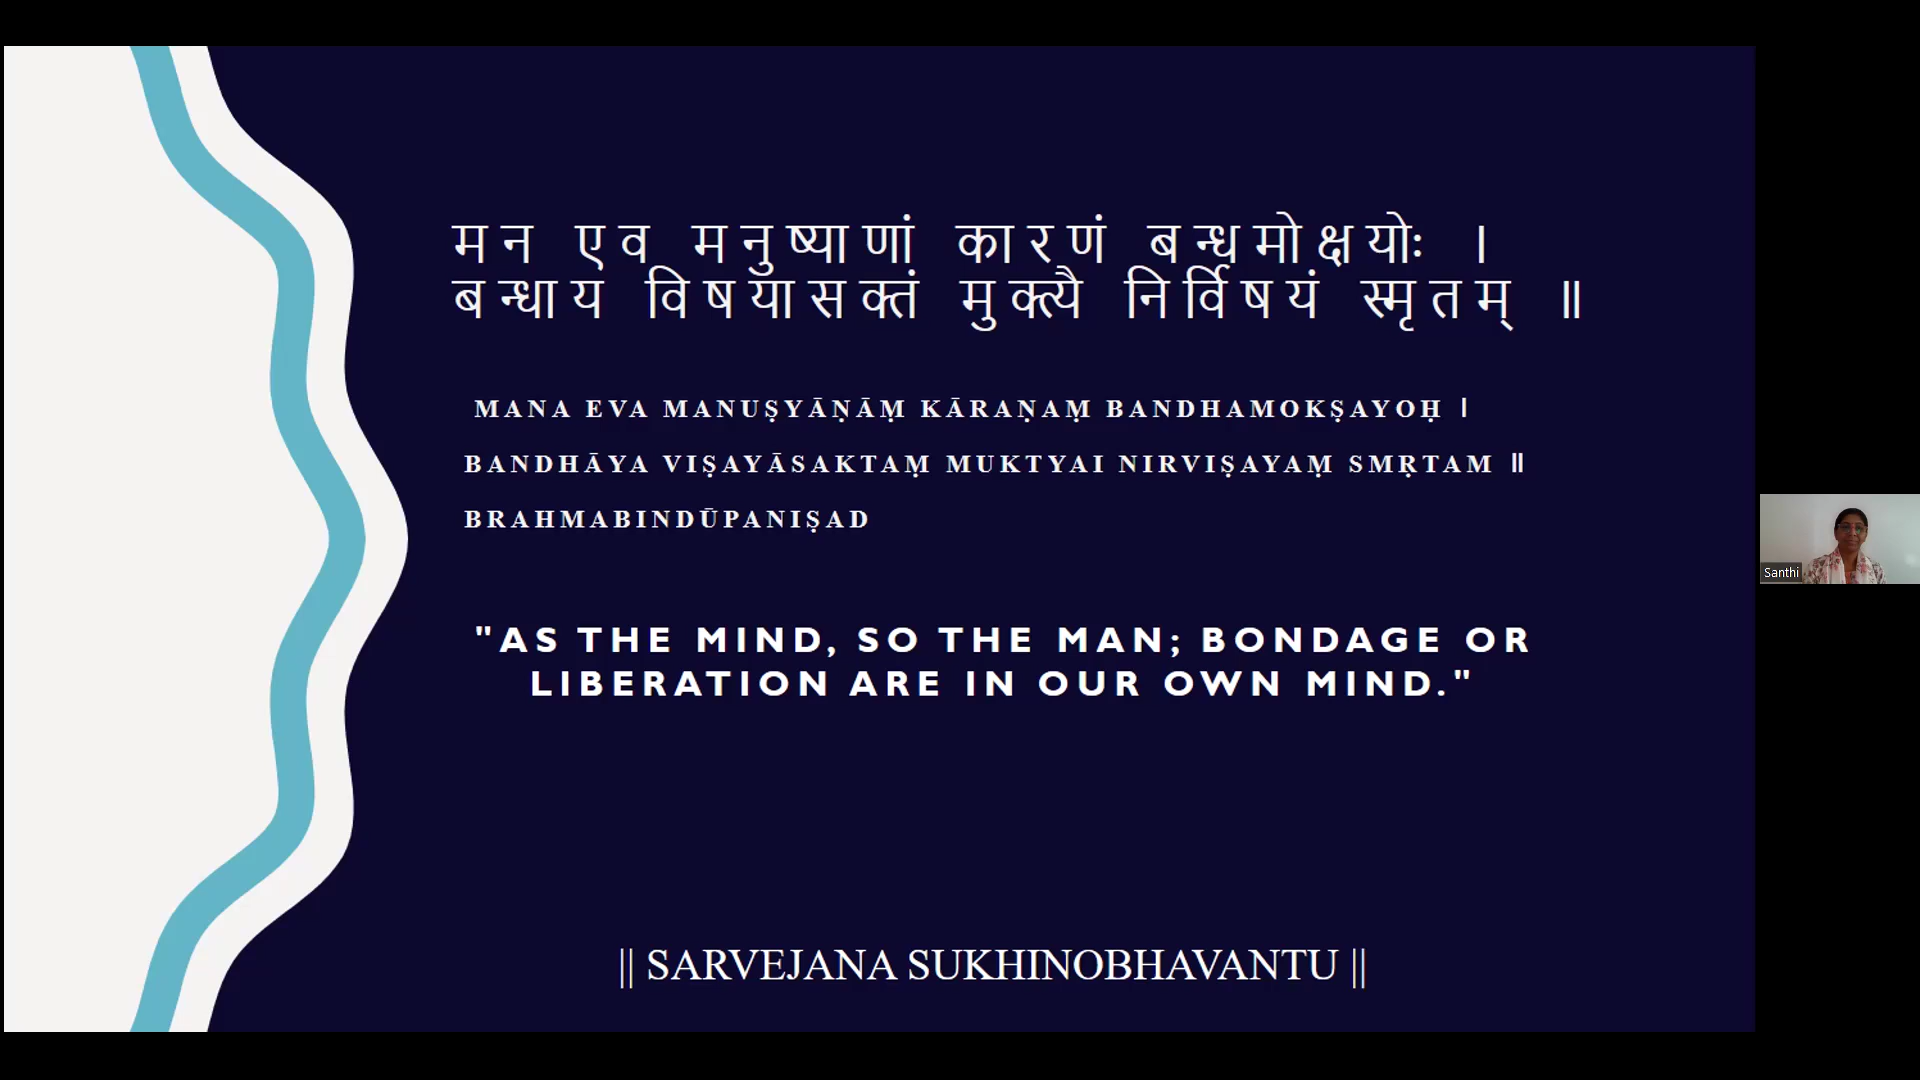 मन एव मनुष्याणां कारणं बन्धमोक्षयोः ।
बन्धाय विषयासक्तं मुक्त्यै निर्विषयं स्मृतम् ॥
MANA EVA MANUṢYĀṆĀṂ KĀRAṆAṂ BANDHAMOKṢAYOḤ ।
BANDHĀYA VIṢAYĀSAKTAṂ MUKTYAI NIRVIṢAYAṂ SMṚTAM ॥
BRAHMABINDŪPANIṢAD
"AS THE MIND, SO THE MAN; BONDAGE OR
LIBERATION ARE IN OUR OWN MIND."
Santhi
|| SARVEJANA SUKHINOBHAVANTU ||